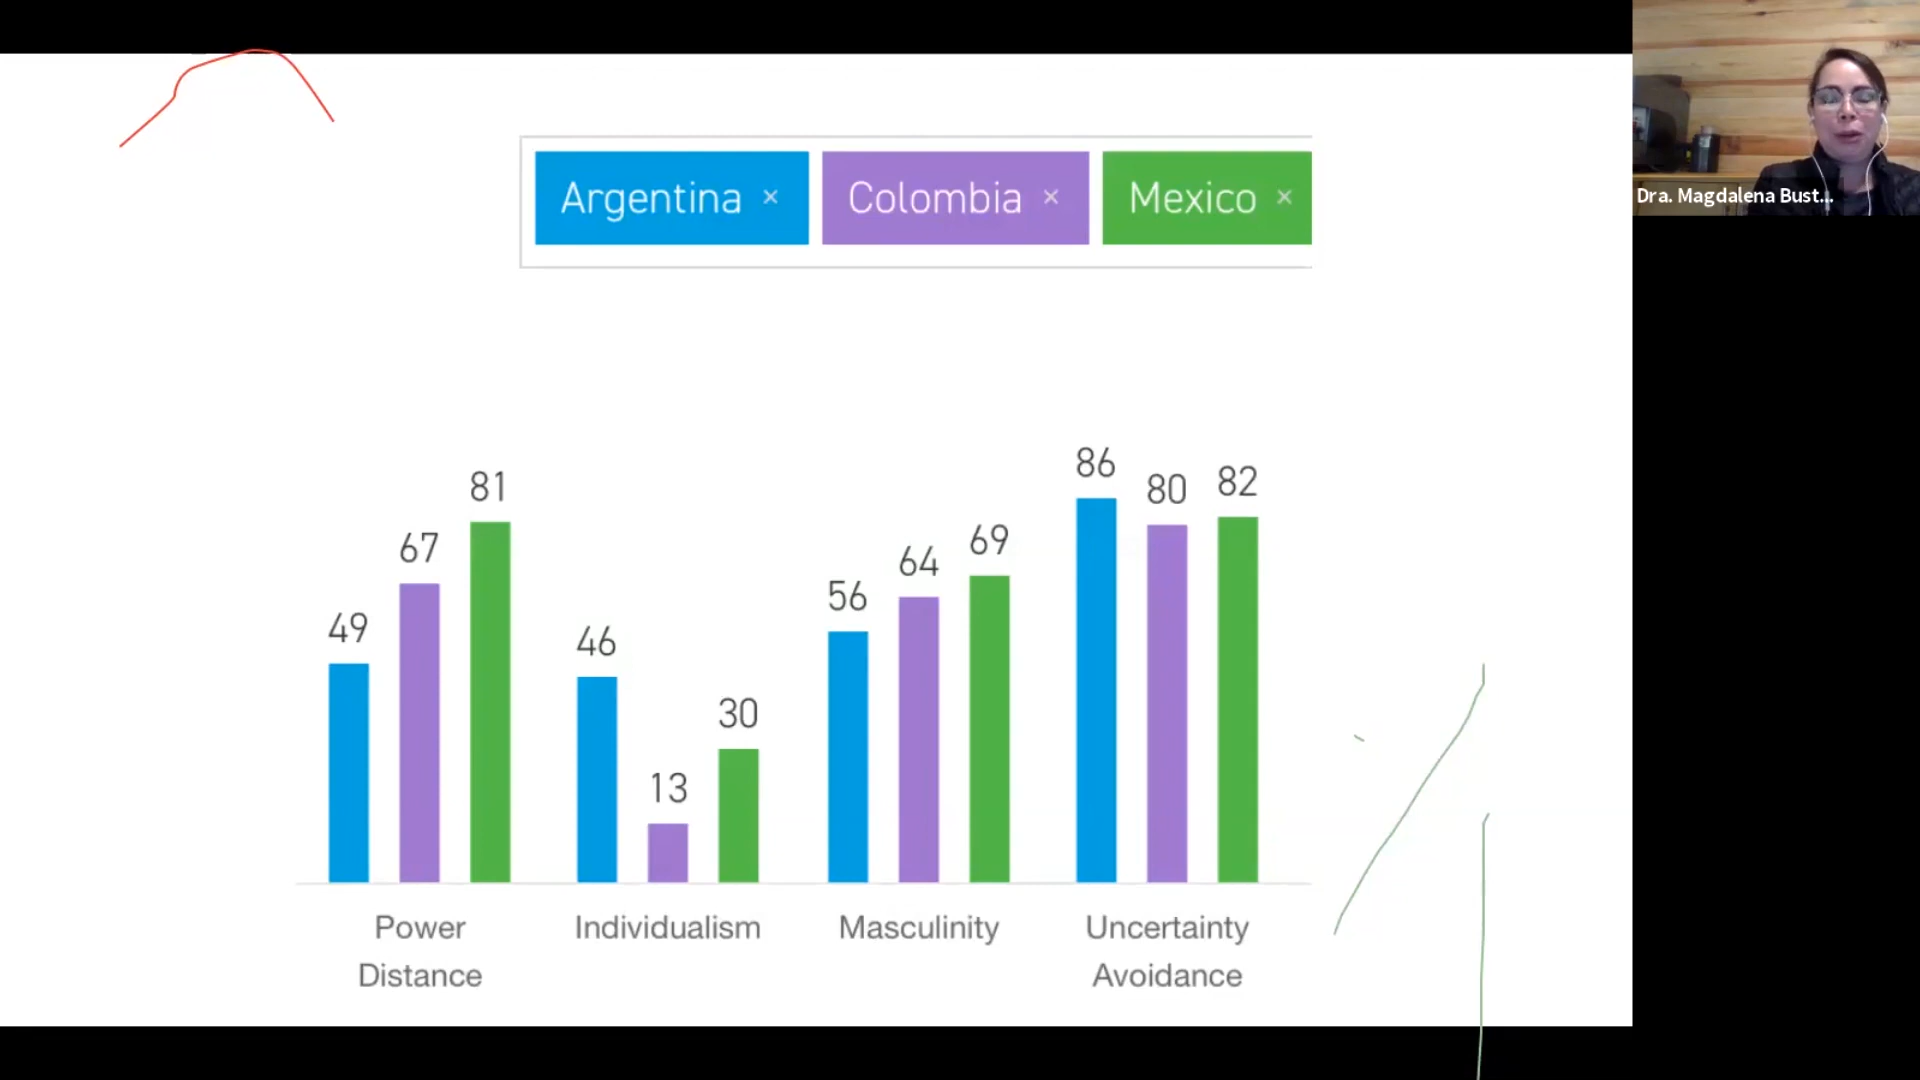 Argentina × Colombia × Mexico ×
Dra. Magdalena Bust...
86
81 80 82
67 64 69
49 46 56
30
13
Power Individualism Masculinity Uncertainty
Distance Avoidance